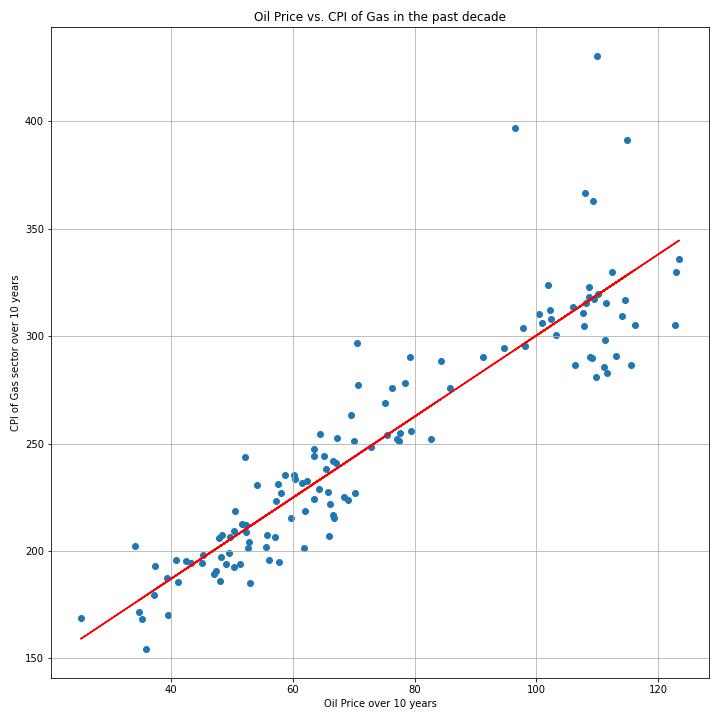 Oil Price vs. CPI of Gas in the past decade
CPI of Gas sector over 10 years
400
350
300
250
200
150
40 60 80 100 120
Oil Price over 10 years